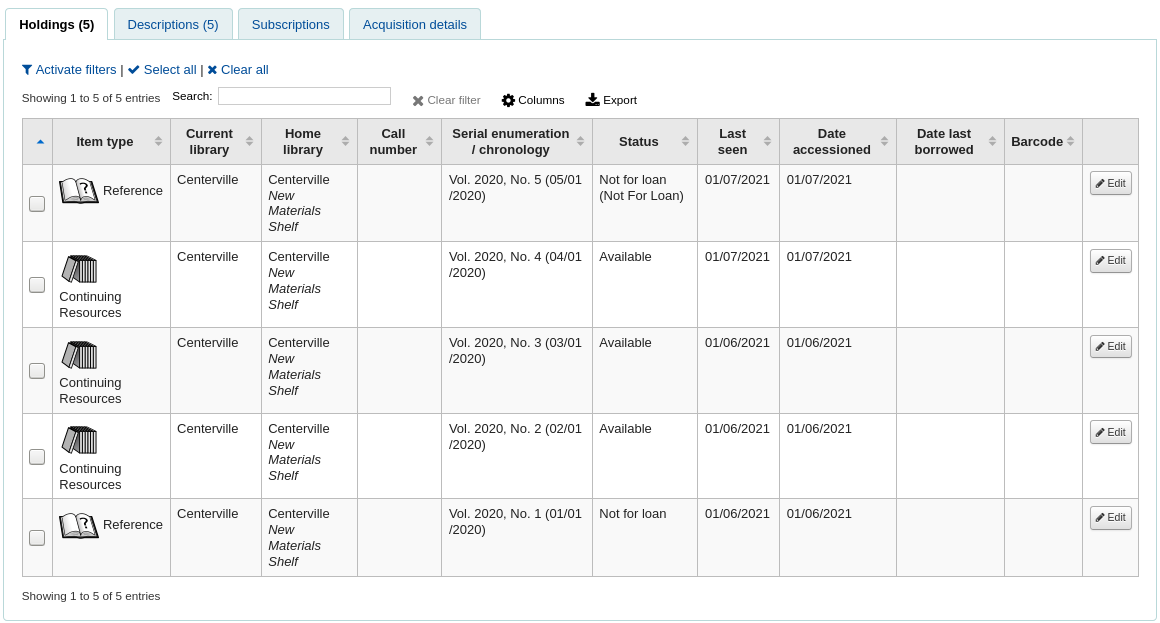 Holdings (5) Descriptions (5) Subscriptions Acquisition details
Activate filters | Select all | Clear all
Showing 1 to 5 of 5 entries Search: Clear filter Columns Export
Item type Current library Home library Call number Serial enumeration / chronology Status Last seen Date accessioned Date last borrowed Barcode
Reference Centerville Centerville Vol. 2020, No. 5 (05/01 Not for loan 01/07/2021 01/07/2021 Edit
New /2020) (Not For Loan)
Materials
Shelf
Centerville Centerville Vol. 2020, No. 4 (04/01 Available 01/07/2021 01/07/2021 Edit
New /2020)
Materials
Continuing Shelf
Resources
Centerville Centerville Vol. 2020, No. 3 (03/01 Available 01/06/2021 01/06/2021 Edit
New /2020)
Materials
Continuing Shelf
Resources
Centerville Centerville Vol. 2020, No. 2 (02/01 Available 01/06/2021 01/06/2021 Edit
New /2020)
Materials
Continuing Shelf
Resources
Reference Centerville Centerville Vol. 2020, No. 1 (01/01 Not for loan 01/06/2021 01/06/2021 Edit
New /2020)
Materials
Shelf
Showing 1 to 5 of 5 entries